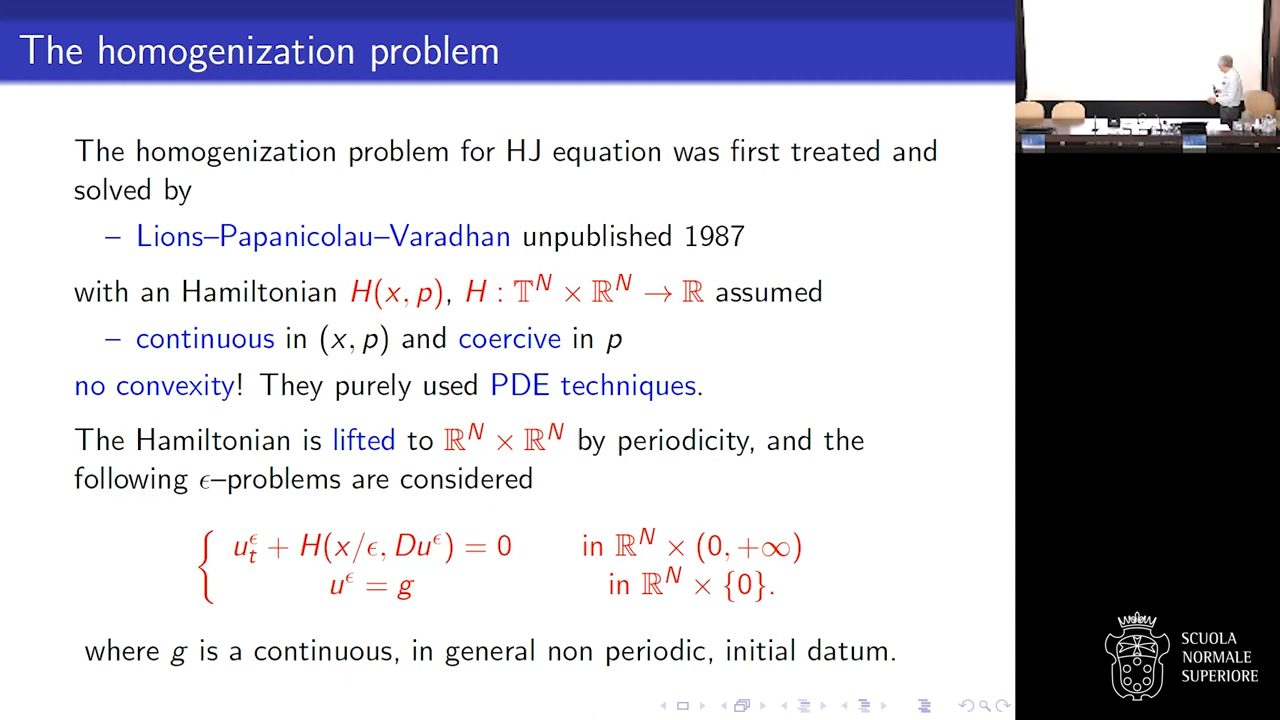 The homogenization problem
The homogenization problem for HJ equation was first treated and
solved by
– Lions–Papanicolau–Varadhan unpublished 1987
with an Hamiltonian H(x, p), H : 𝕋^N × ℝ^N → ℝ assumed
– continuous in (x, p) and coercive in p
no convexity! They purely used PDE techniques.
The Hamiltonian is lifted to ℝ^N × ℝ^N by periodicity, and the
following ϵ–problems are considered
{ u_t^ϵ + H(x/ϵ, Du^ϵ) = 0 in ℝ^N × (0, +∞)
u^ϵ = g in ℝ^N × {0}.
where g is a continuous, in general non periodic, initial datum.
SCUOLA
NORMALE
SUPERIORE